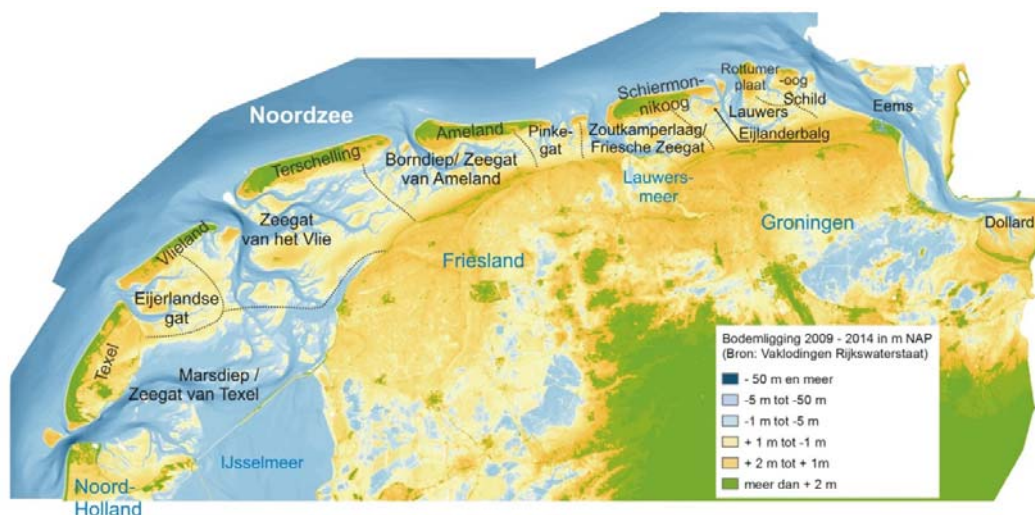 Noordzee
Rottumer
plaat
-oog
Schild
Schiermon-
nikoog
Lauwers
Eems
Ameland
Pinke-
gat
Zoutkamperlaag/
Friesche Zeegat
Eijlanderbalg
Terschelling
Borndiep/ Zeegat
van Ameland
Lauwers-
meer
Zeegat
van het Vlie
Groningen
Dollard
Vlieland
Friesland
Eijerlandse
gat
Texel
Marsdiep /
Zeegat van Texel
IJsselmeer
Noord-
Holland
Bodemligging 2009 - 2014 in m NAP
(Bron: Vaklodingen Rijkswaterstaat)
- 50 m en meer
-5 m tot -50 m
-1 m tot -5 m
+ 1 m tot -1 m
+ 2 m tot + 1m
meer dan + 2 m